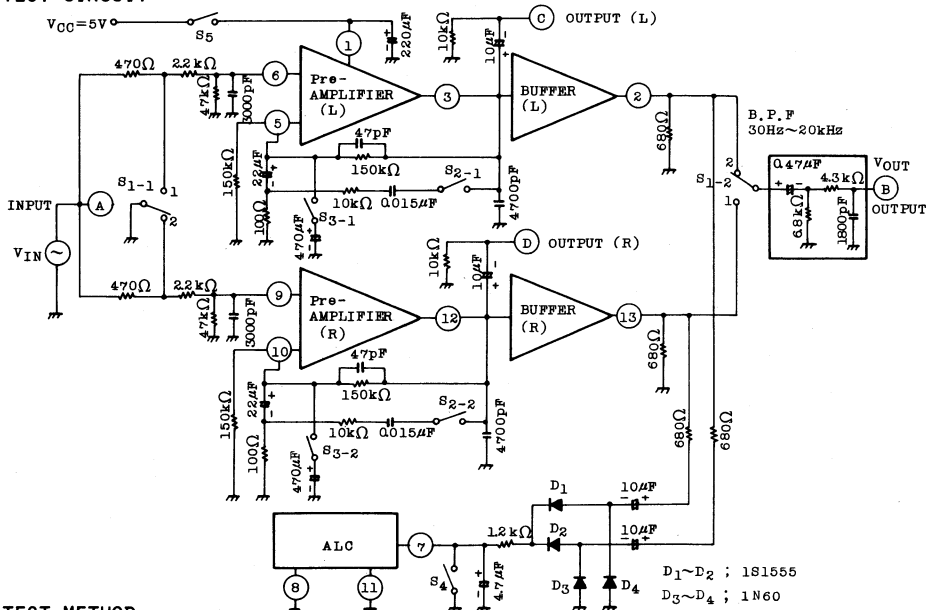 TEST CIRCUIT
VCC=5V
S5
1
220μF
10kΩ
10μF
C
OUTPUT (L)
470Ω
2.2kΩ
47kΩ
3000pF
6
5
Pre-
AMPLIFIER
(L)
3
BUFFER
(L)
2
680Ω
B.P.F
30Hz~20kHz
S1-2
2
1
0.47μF
6.8kΩ
4.3kΩ
1800pF
VOUT
B
OUTPUT
INPUT
A
VIN
S1-1
1
2
150kΩ
22μF
100Ω
47pF
150kΩ
10kΩ
0.015μF
S2-1
S3-1
470μF
4700pF
10kΩ
10μF
D
OUTPUT (R)
470Ω
2.2kΩ
47kΩ
3000pF
9
10
Pre-
AMPLIFIER
(R)
12
BUFFER
(R)
13
680Ω
150kΩ
22μF
100Ω
47pF
150kΩ
10kΩ
0.015μF
S2-2
S3-2
470μF
4700pF
680Ω
680Ω
ALC
8
11
7
S4
4.7μF
1.2kΩ
D1
D2
D3
D4
10μF
10μF
D1~D2 ; 1S1555
D3~D4 ; 1N60
TEST METHOD